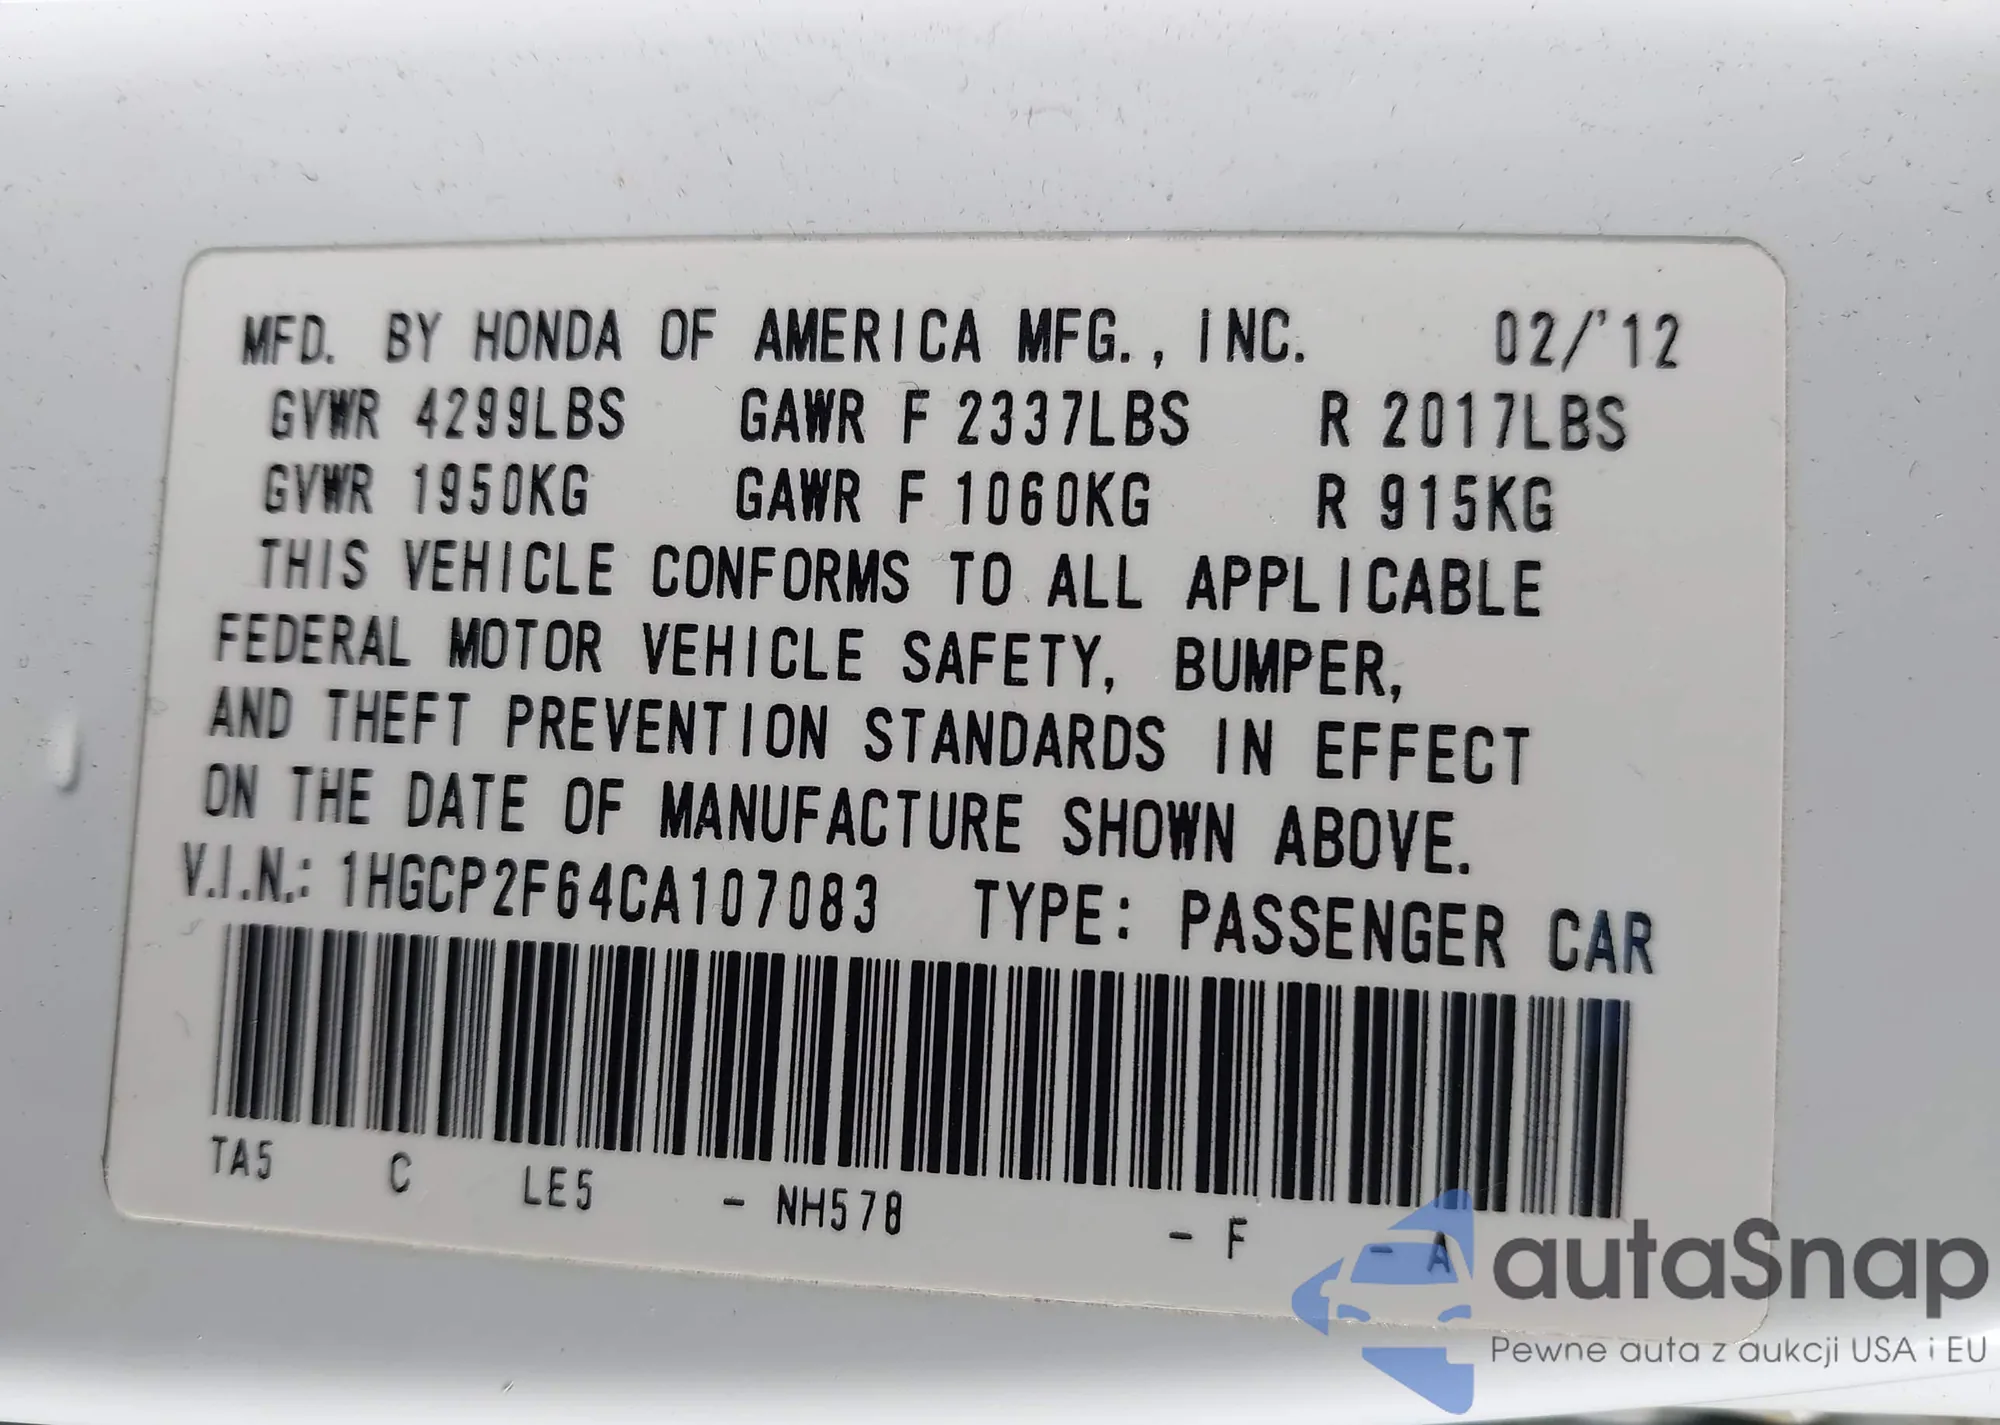 MFD. BY HONDA OF AMERICA MFG., INC. 02/'12
GVWR 4299LBS GAWR F 2337LBS R 2017LBS
GVWR 1950KG GAWR F 1060KG R 915KG
THIS VEHICLE CONFORMS TO ALL APPLICABLE
FEDERAL MOTOR VEHICLE SAFETY, BUMPER,
AND THEFT PREVENTION STANDARDS IN EFFECT
ON THE DATE OF MANUFACTURE SHOWN ABOVE.
V.I.N.: 1HGCP2F64CA107083 TYPE: PASSENGER CAR
TA5 C LE5 - NH578 - F - A
autaSnap
Pewne auta z aukcji USA i EU